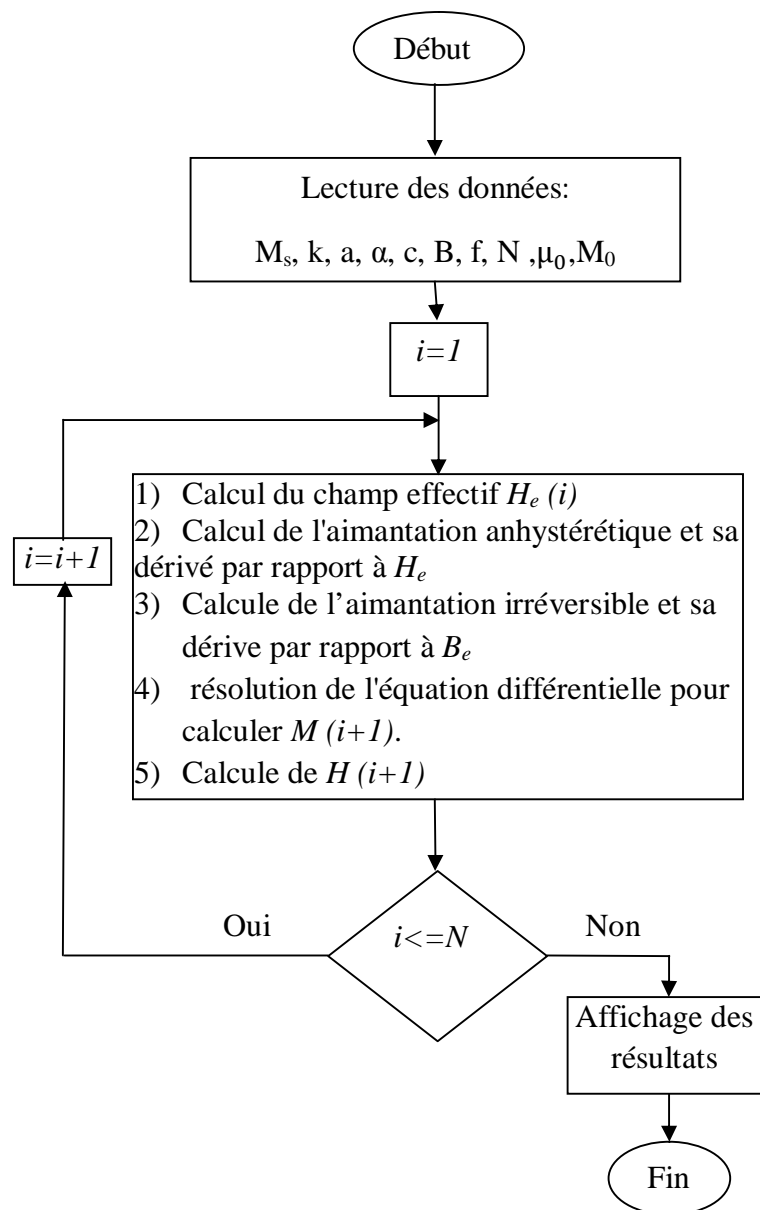 Début
Lecture des données:
Mₛ, k, a, α, c, B, f, N ,μ₀,M₀
i=1
1) Calcul du champ effectif Hₑ (i)
2) Calcul de l'aimantation anhystérétique et sa
dérivé par rapport à Hₑ
3) Calcule de l’aimantation irréversible et sa
dérive par rapport à Bₑ
4) résolution de l'équation différentielle pour
calculer M (i+1).
5) Calcule de H (i+1)
i=i+1
Oui
i<=N
Non
Affichage des
résultats
Fin